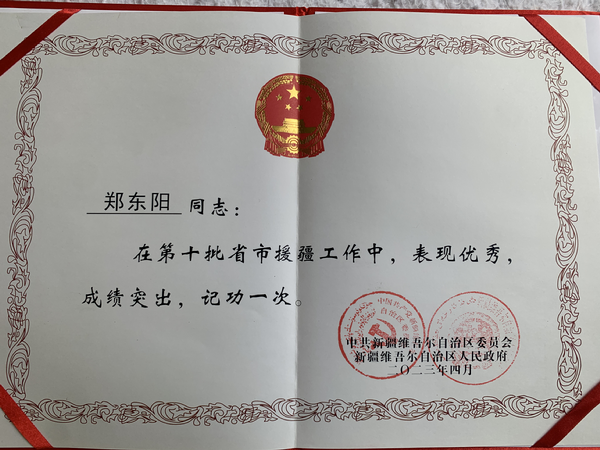 郑东阳 同志：
在第十批省市援疆工作中，表现优秀，
成绩突出，记功一次。
中共新疆维吾尔自治区委员会
新疆维吾尔自治区人民政府
二〇二三年四月